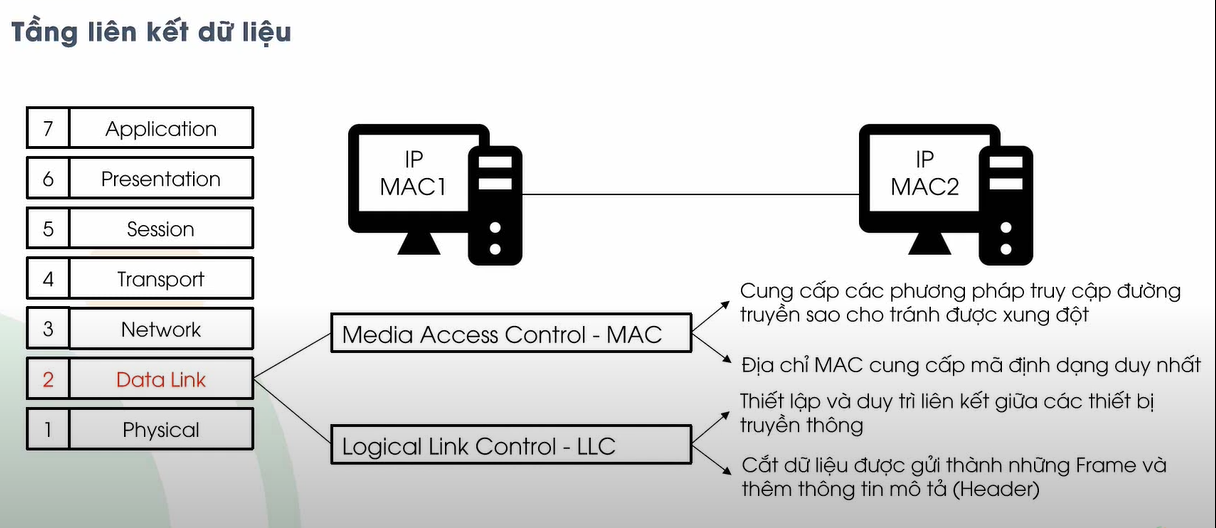 Tầng liên kết dữ liệu
7 Application
6 Presentation
5 Session
4 Transport
3 Network
2 Data Link
1 Physical
IP
MAC1
IP
MAC2
Media Access Control - MAC
Cung cấp các phương pháp truy cập đường
truyền sao cho tránh được xung đột
Địa chỉ MAC cung cấp mã định dạng duy nhất
Logical Link Control - LLC
Thiết lập và duy trì liên kết giữa các thiết bị
truyền thông
Cắt dữ liệu được gửi thành những Frame và
thêm thông tin mô tả (Header)